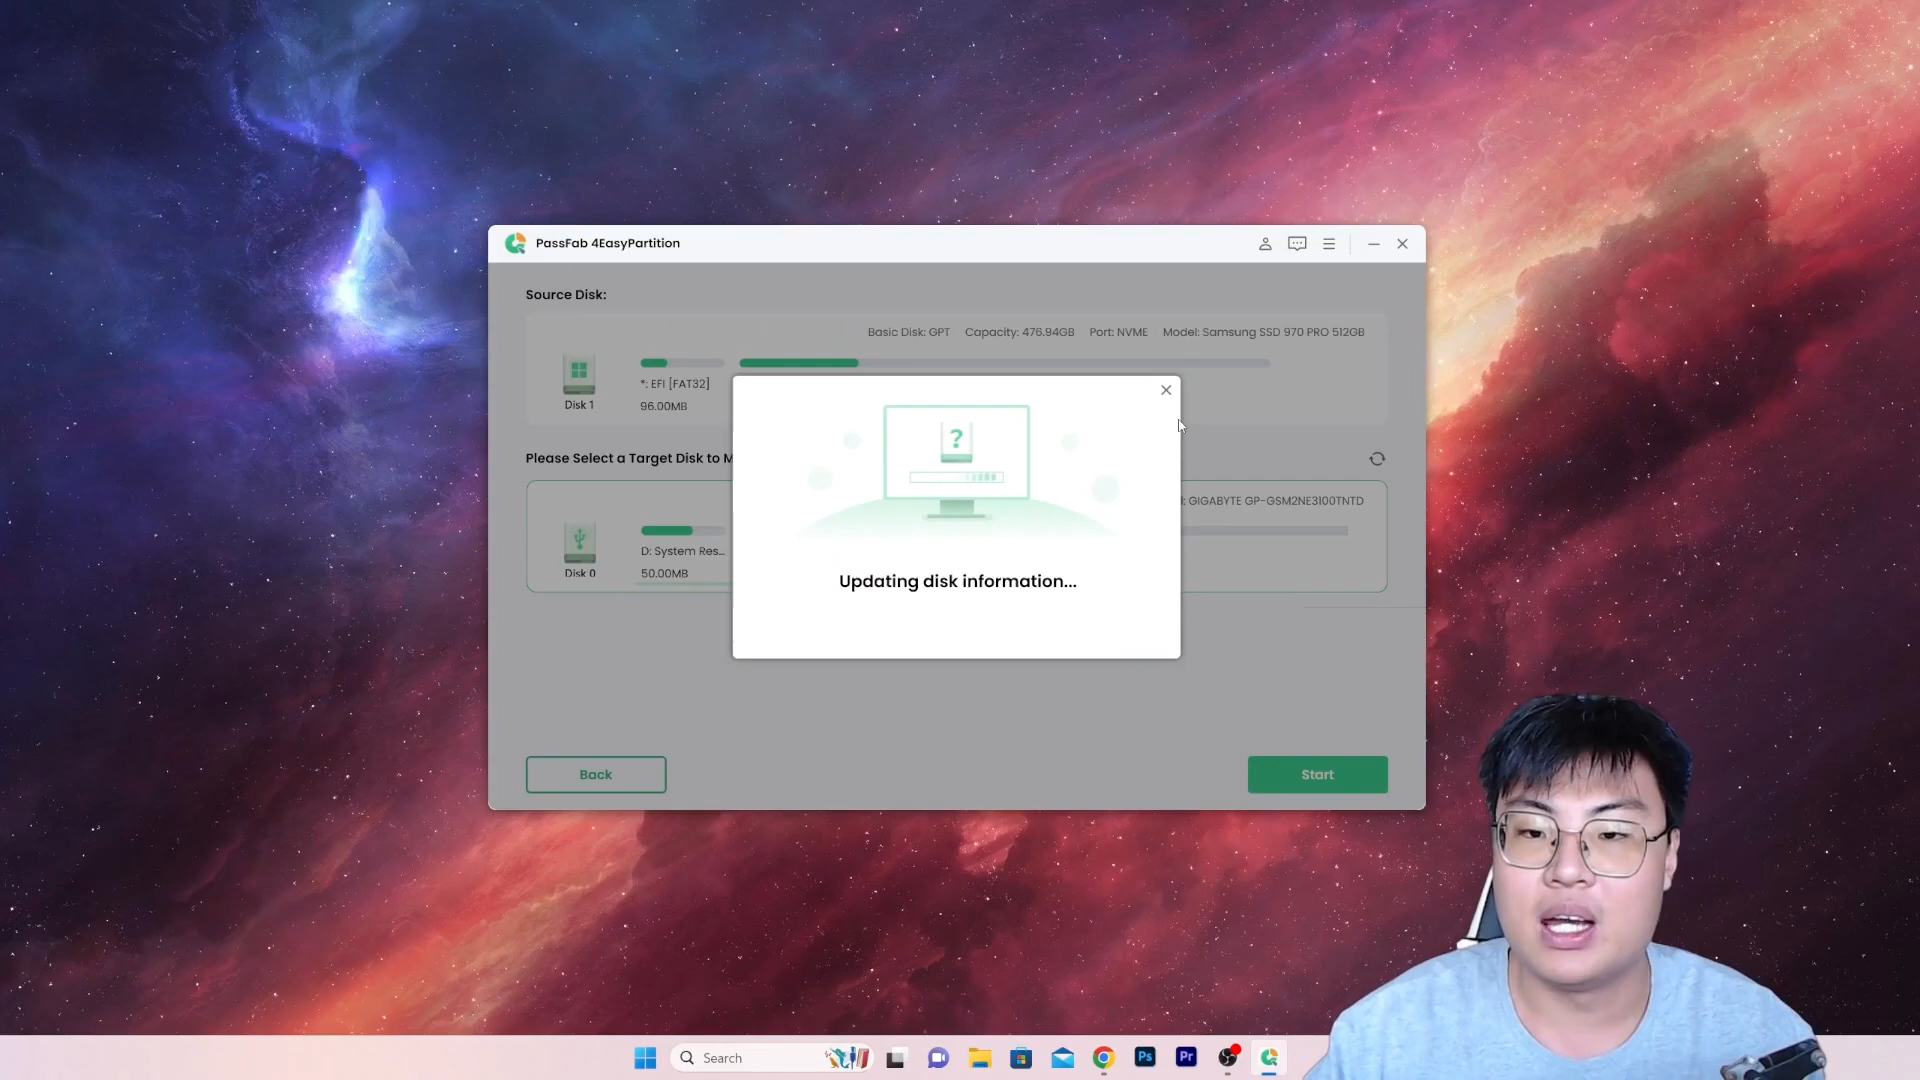 PassFab 4EasyPartition
Source Disk:
Basic Disk: GPT Capacity: 476.94GB Port: NVME Model: Samsung SSD 970 PRO 512GB
*: EFI [FAT32]
Disk 1
96.00MB
Please Select a Target Disk to M
: GIGABYTE GP-GSM2NE3100TNTD
D: System Res...
Disk 0
50.00MB
?
Updating disk information...
Back
Start
Search
Ps
Pr